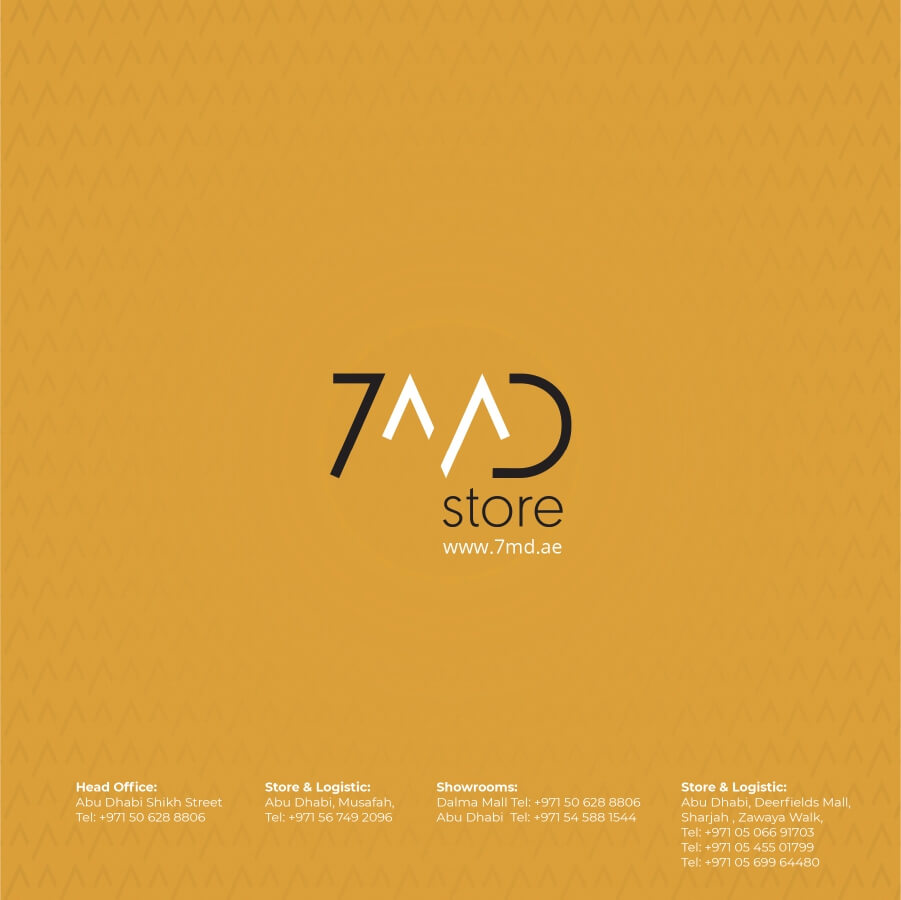 7MD
store
www.7md.ae
Head Office:
Abu Dhabi Shikh Street
Tel: +971 50 628 8806
Store & Logistic:
Abu Dhabi, Musafah,
Tel: +971 56 749 2096
Showrooms:
Dalma Mall Tel: +971 50 628 8806
Abu Dhabi  Tel: +971 54 588 1544
Store & Logistic:
Abu Dhabi, Deerfields Mall,
Sharjah , Zawaya Walk,
Tel: +971 05 066 91703
Tel: +971 05 455 01799
Tel: +971 05 699 64480